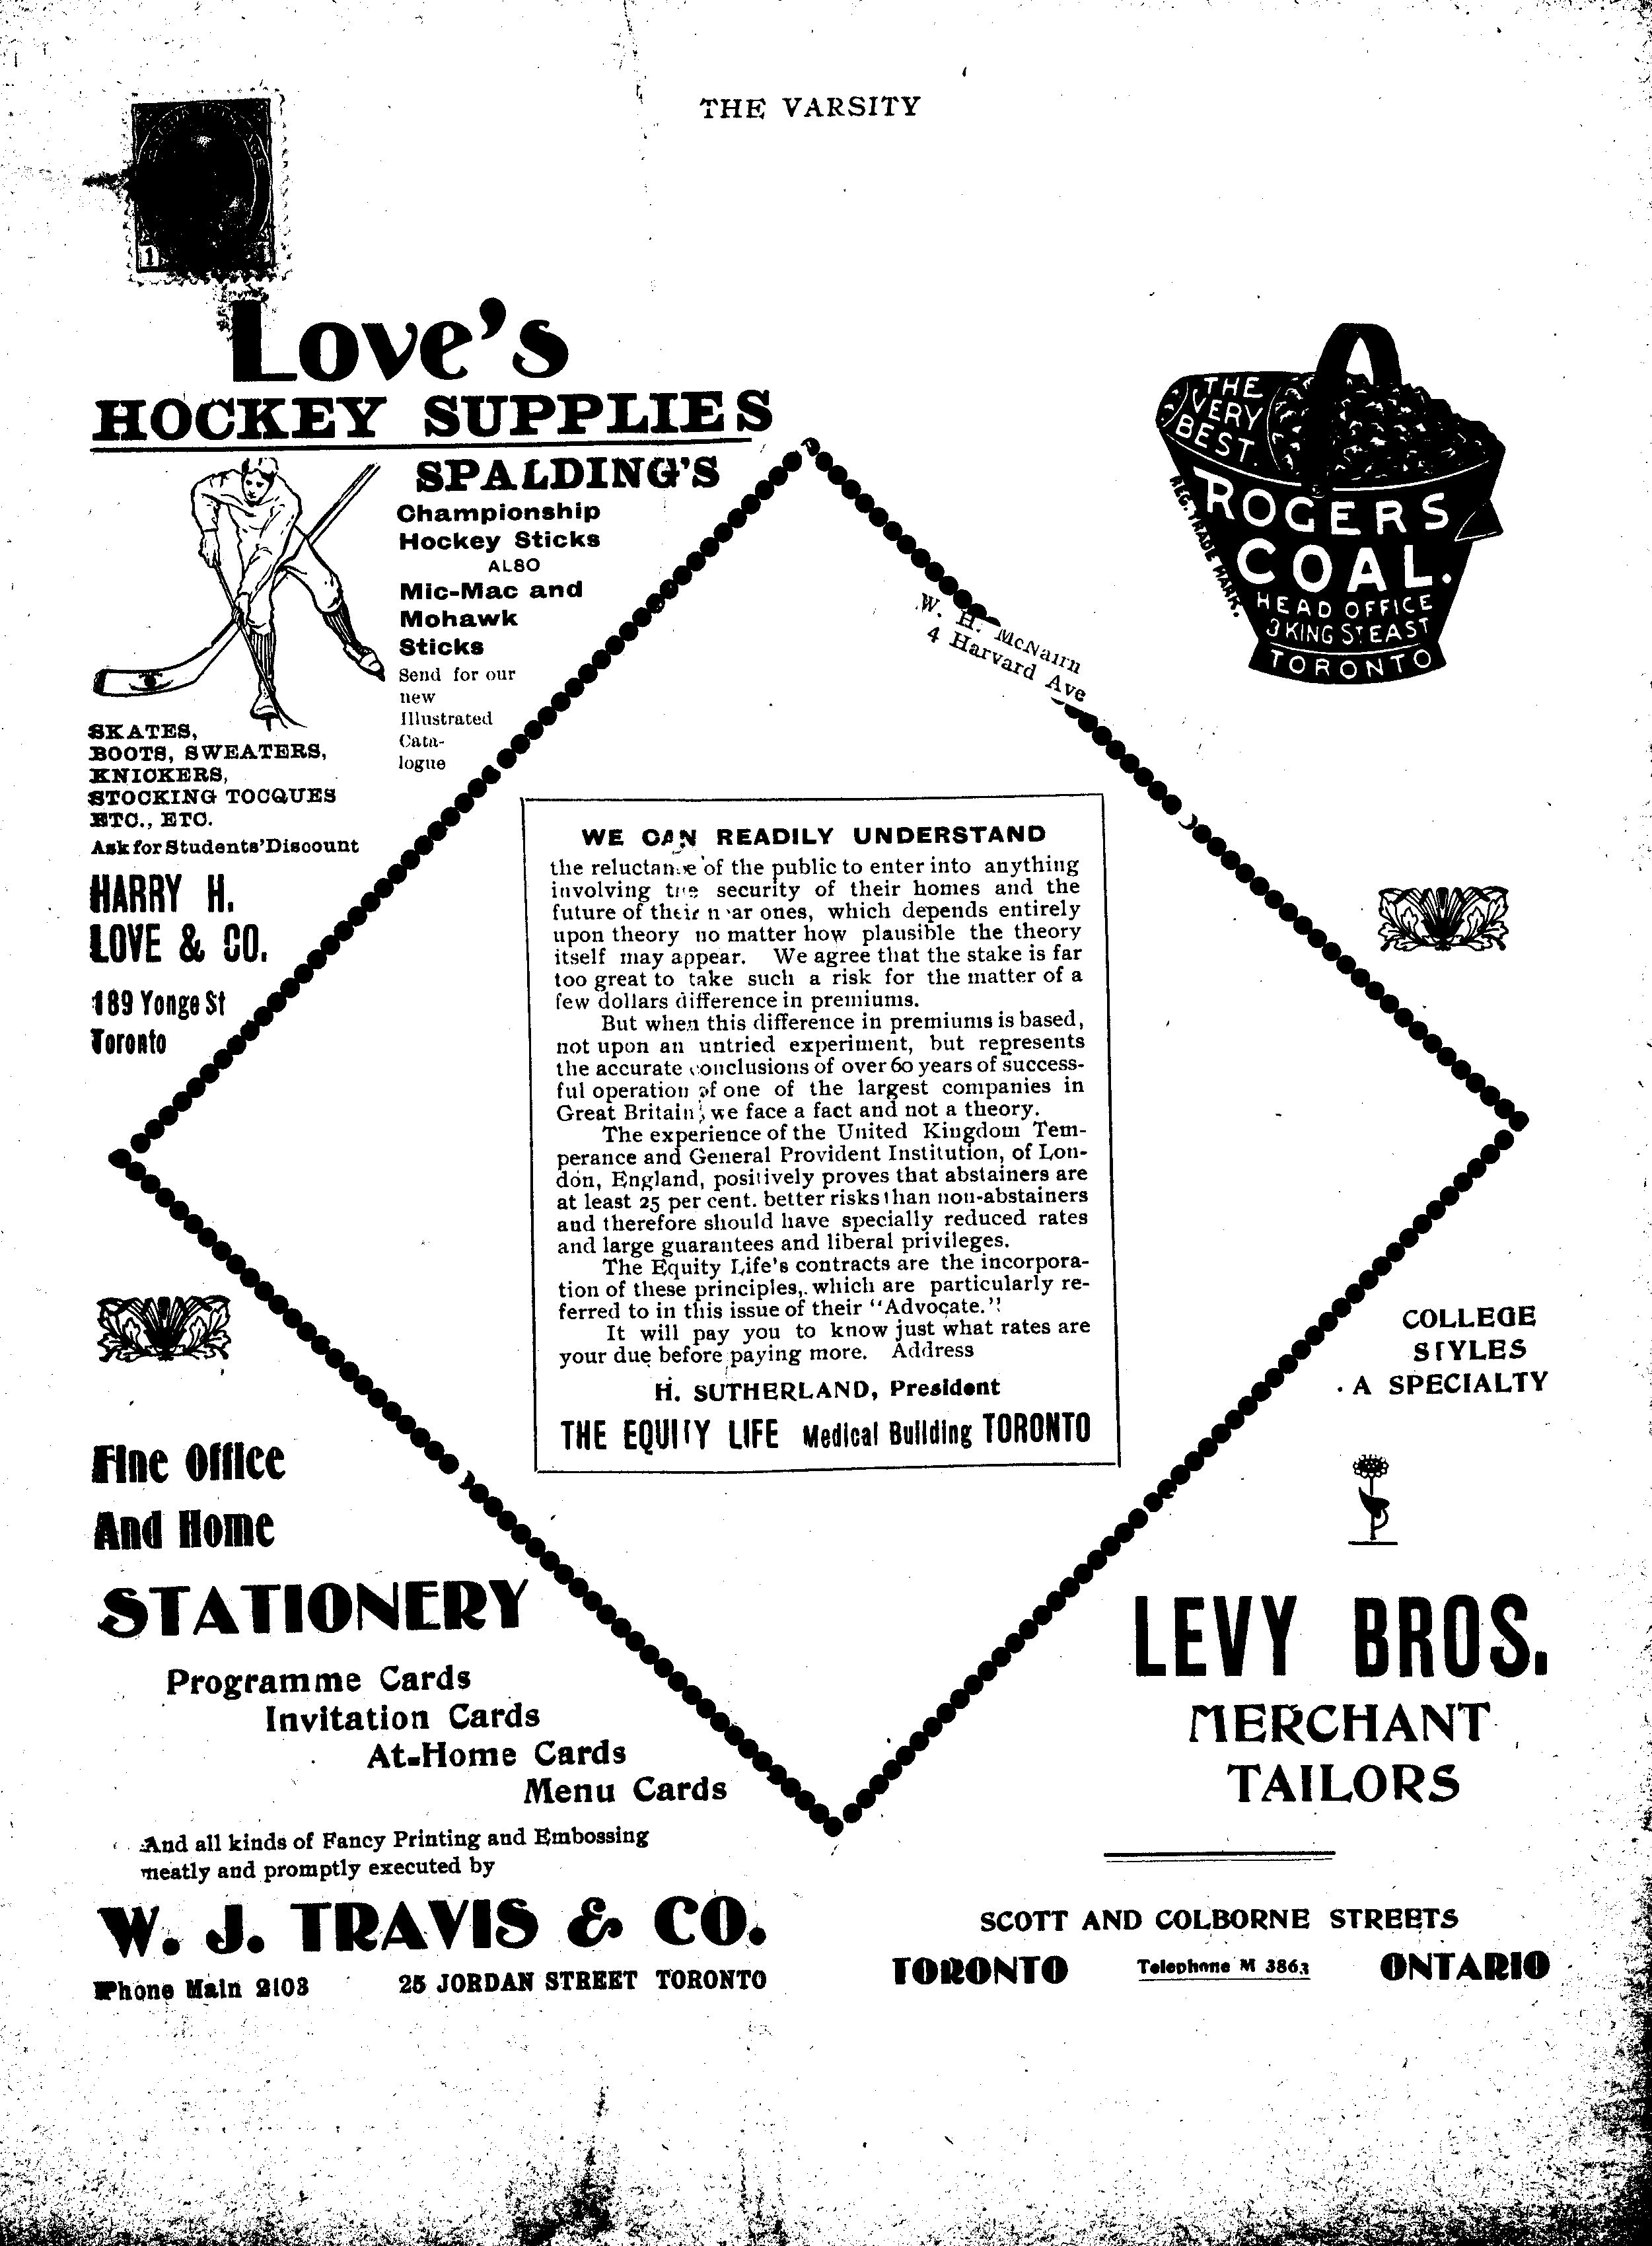 THE VARSITY
1
Love's
HOCKEY SUPPLIES
SPALDING'S
Championship
Hockey Sticks
ALSO
Mic-Mac and
Mohawk
Sticks
Send for our
new
Illustrated
Cata-
logue
SKATES,
BOOTS, SWEATERS,
KNICKERS,
STOCKING TOCQUES
ETC., ETC.
Ask for Students' Discount
HARRY H.
LOVE & CO.
189 Yonge St
Toronto
THE
VERY
BEST.
REG. TRADE MARK.
ROGERS
COAL.
HEAD OFFICE
3 KING ST EAST
TORONTO
W. H. McNairn
4 Harvard Ave
WE CAN READILY UNDERSTAND
the reluctance of the public to enter into anything
involving the security of their homes and the
future of their near ones, which depends entirely
upon theory no matter how plausible the theory
itself may appear. We agree that the stake is far
too great to take such a risk for the matter of a
few dollars difference in premiums.
But when this difference in premiums is based,
not upon an untried experiment, but represents
the accurate conclusions of over 60 years of success-
ful operation of one of the largest companies in
Great Britain; we face a fact and not a theory.
The experience of the United Kingdom Tem-
perance and General Provident Institution, of Lon-
don, England, positively proves that abstainers are
at least 25 per cent. better risks than non-abstainers
and therefore should have specially reduced rates
and large guarantees and liberal privileges.
The Equity Life's contracts are the incorpora-
tion of these principles, which are particularly re-
ferred to in this issue of their "Advocate."
It will pay you to know just what rates are
your due before paying more. Address
H. SUTHERLAND, President
THE EQUITY LIFE Medical Building TORONTO
Fine Office
And Home
STATIONERY
Programme Cards
Invitation Cards
At-Home Cards
Menu Cards
And all kinds of Fancy Printing and Embossing
neatly and promptly executed by
W. J. TRAVIS & CO.
Phone Main 2103 25 JORDAN STREET TORONTO
COLLEGE
STYLES
A SPECIALTY
LEVY BROS.
MERCHANT
TAILORS
SCOTT AND COLBORNE STREETS
TORONTO Telephone M 3863 ONTARIO